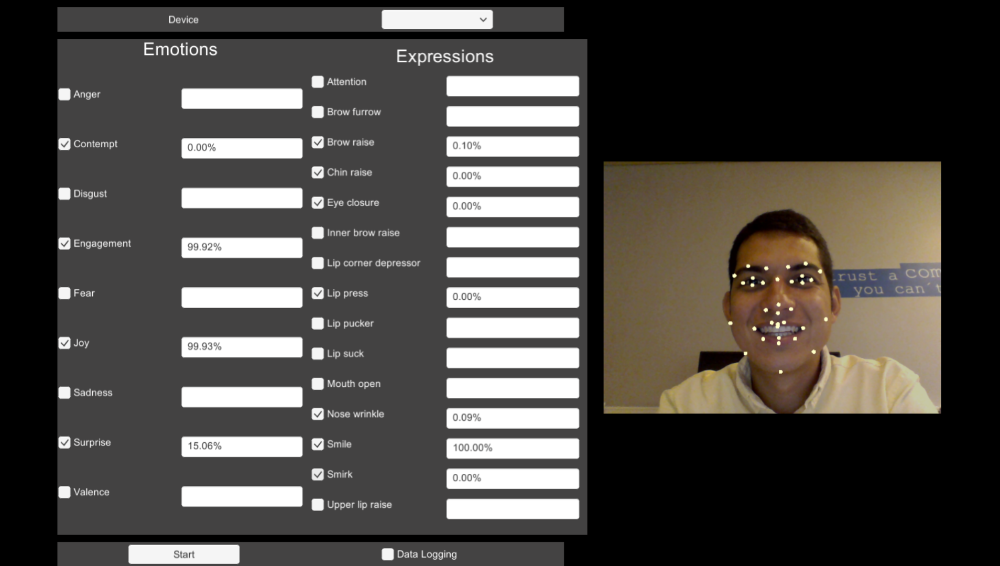 Device
Emotions
Anger
Contempt
0.00%
Disgust
Engagement
99.92%
Fear
Joy
99.93%
Sadness
Surprise
15.06%
Valence
Expressions
Attention
Brow furrow
Brow raise
0.10%
Chin raise
0.00%
Eye closure
0.00%
Inner brow raise
Lip corner depressor
Lip press
0.00%
Lip pucker
Lip suck
Mouth open
Nose wrinkle
0.09%
Smile
100.00%
Smirk
0.00%
Upper lip raise
trust a com
you can't
Start
Data Logging